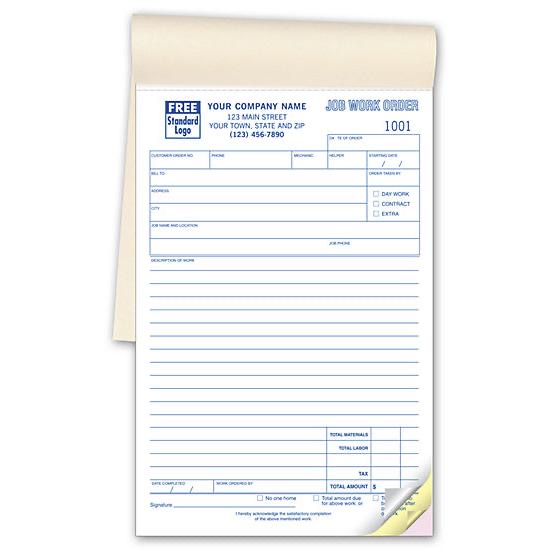 FREE
Standard
Logo
YOUR COMPANY NAME
123 MAIN STREET
YOUR TOWN, STATE AND ZIP
(123) 456-7890
JOB WORK ORDER
1001
DATE OF ORDER
CUSTOMER ORDER NO. PHONE MECHANIC HELPER STARTING DATE
/ /
BILL TO ORDER TAKEN BY
ADDRESS
DAY WORK
CITY
CONTRACT
EXTRA
JOB NAME AND LOCATION
JOB PHONE
DESCRIPTION OF WORK
TOTAL MATERIALS
TOTAL LABOR
TAX
DATE COMPLETED WORK ORDERED BY TOTAL AMOUNT $
/ /
No one home Total amount due
for above work: or
after
Signature
I hereby acknowledge the satisfactory completion
of the above mentioned work.